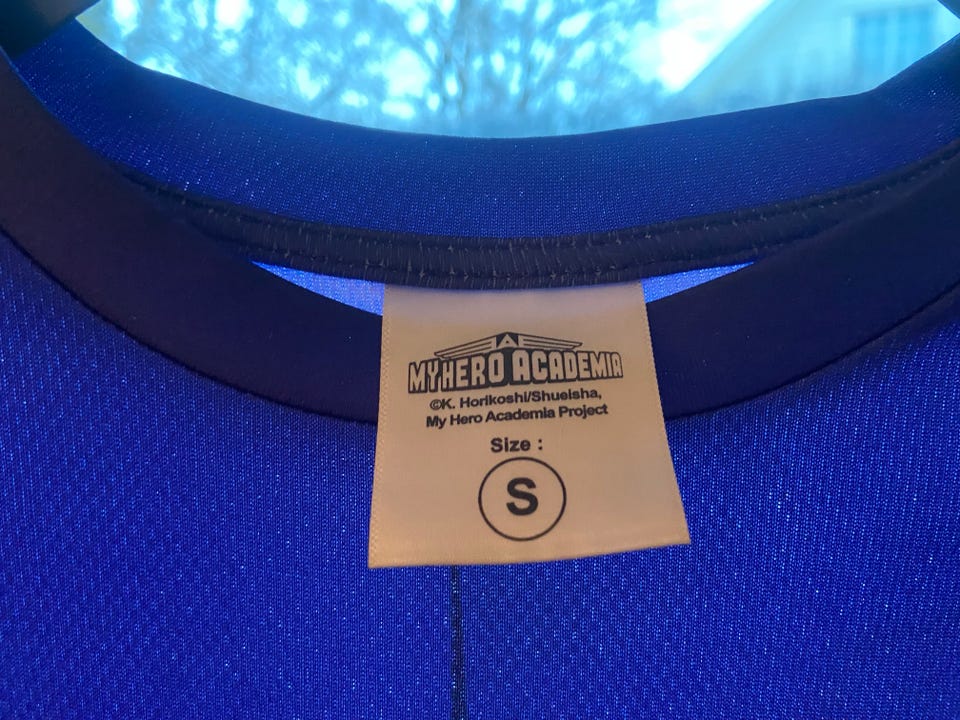 MY HERO ACADEMIA
©K. Horikoshi/Shueisha,
My Hero Academia Project
Size :
S